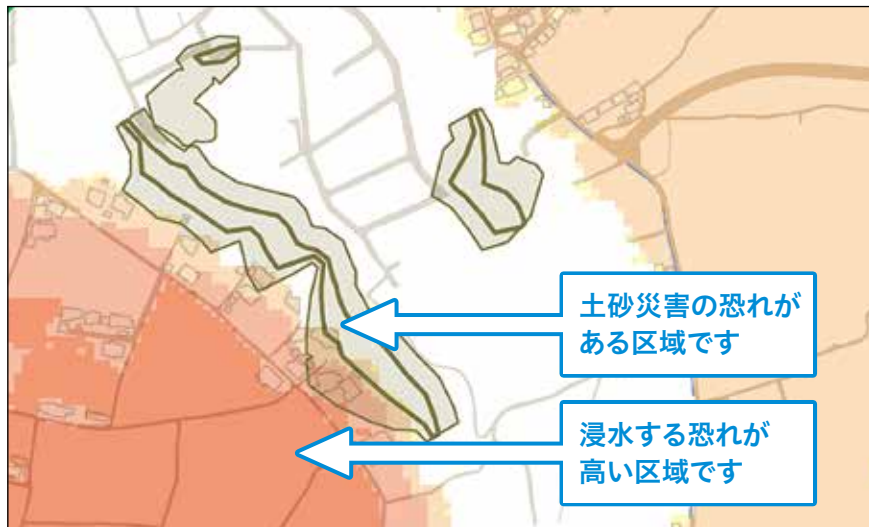 土砂災害の恐れが
ある区域です
浸水する恐れが
高い区域です